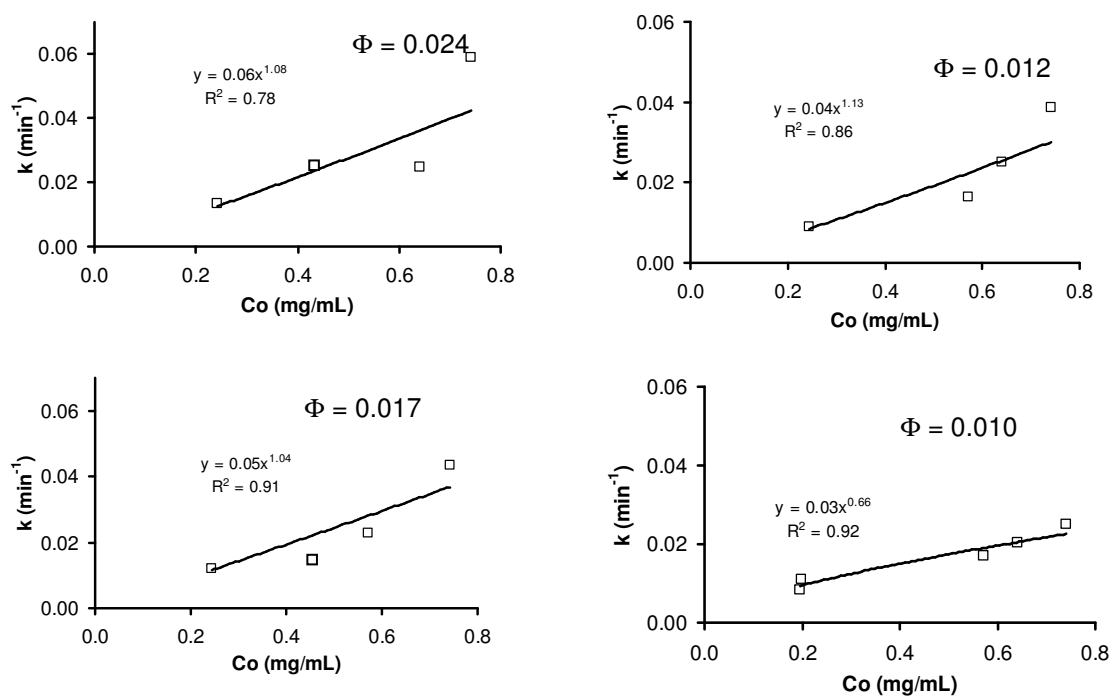 Φ = 0.024
y = 0.06x^1.08
R² = 0.78
k (min⁻¹)
0.06
0.04
0.02
0.00
0.0 0.2 0.4 0.6 0.8
Co (mg/mL)
Φ = 0.012
y = 0.04x^1.13
R² = 0.86
k (min⁻¹)
0.06
0.04
0.02
0.00
0.0 0.2 0.4 0.6 0.8
Co (mg/mL)
Φ = 0.017
y = 0.05x^1.04
R² = 0.91
k (min⁻¹)
0.06
0.04
0.02
0.00
0.0 0.2 0.4 0.6 0.8
Co (mg/mL)
Φ = 0.010
y = 0.03x^0.66
R² = 0.92
k (min⁻¹)
0.06
0.04
0.02
0.00
0.0 0.2 0.4 0.6 0.8
Co (mg/mL)